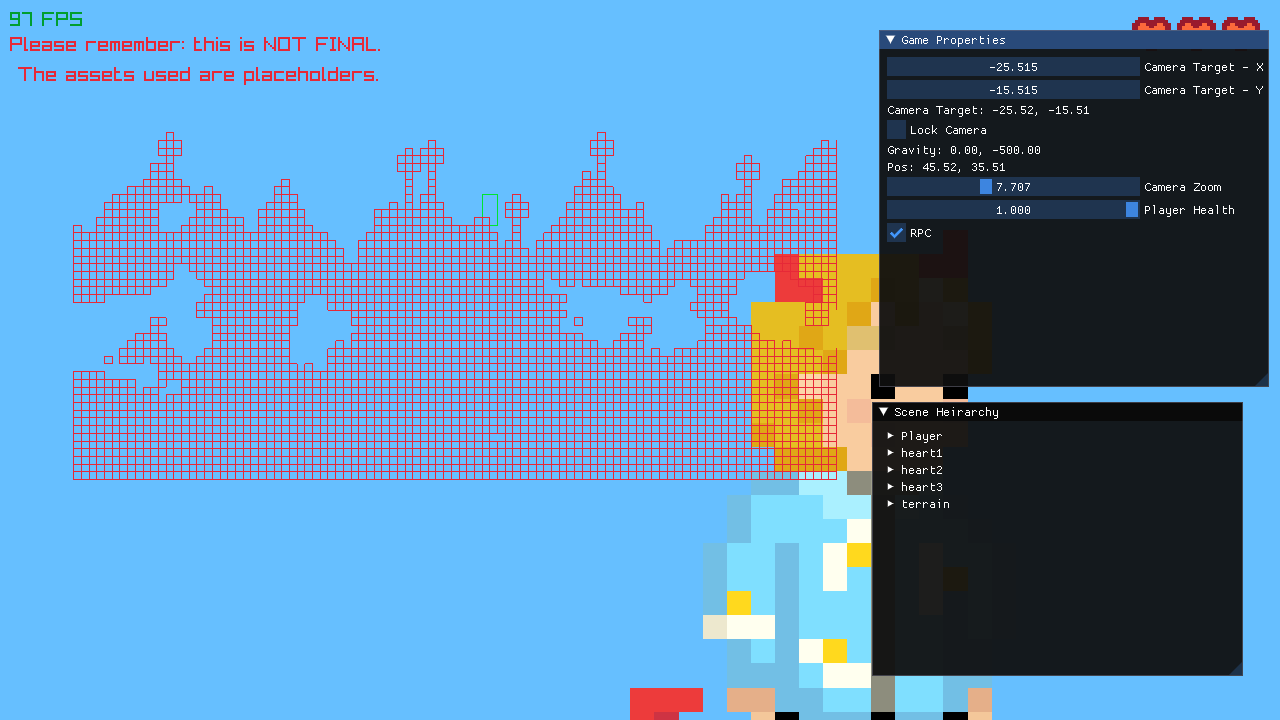 97 FPS
Please remember: this is NOT FINAL.
The assets used are placeholders.
Game Properties
-25.515 Camera Target - X
-15.515 Camera Target - Y
Camera Target: -25.52, -15.51
Lock Camera
Gravity: 0.00, -500.00
Pos: 45.52, 35.51
7.707 Camera Zoom
1.000 Player Health
RPC
Scene Heirarchy
Player
heart1
heart2
heart3
terrain